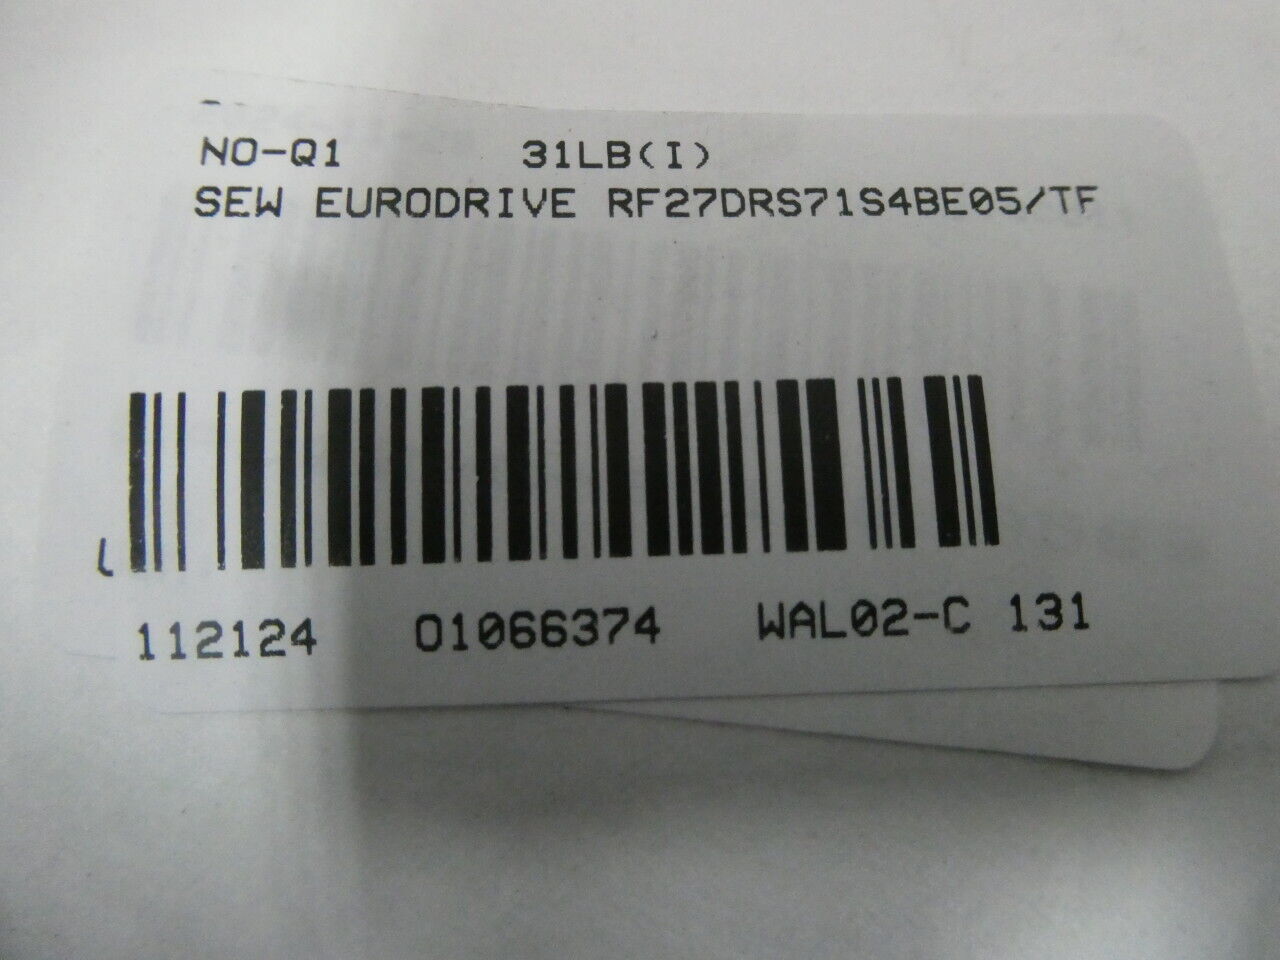 NO-Q1 31LB(I)
SEW EURODRIVE RF27DRS71S4BE05/TF
112124 01066374 WAL02-C 131